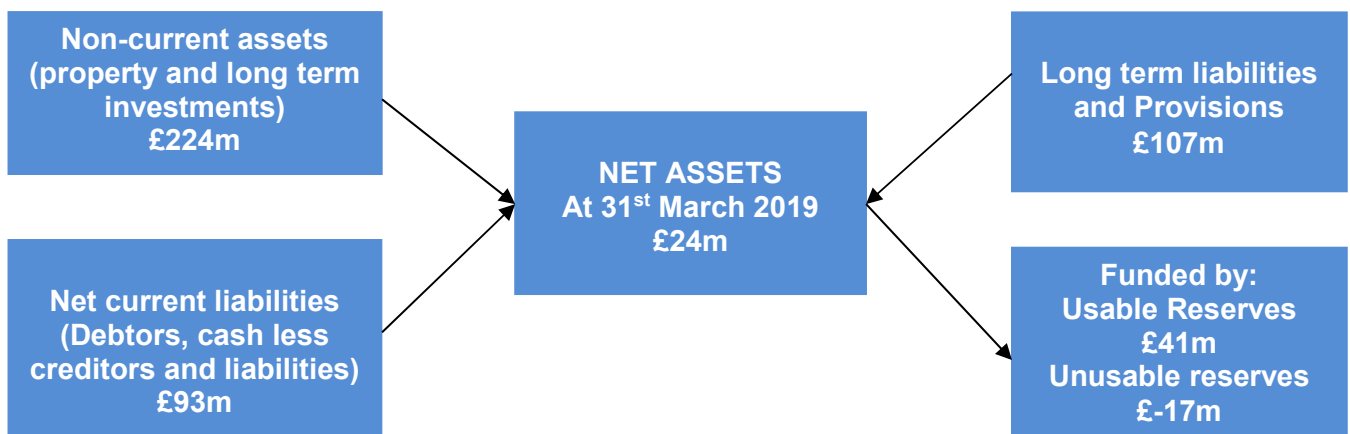 Non-current assets
(property and long term
investments)
£224m
Net current liabilities
(Debtors, cash less
creditors and liabilities)
£93m
NET ASSETS
At 31st March 2019
£24m
Long term liabilities
and Provisions
£107m
Funded by:
Usable Reserves
£41m
Unusable reserves
£-17m